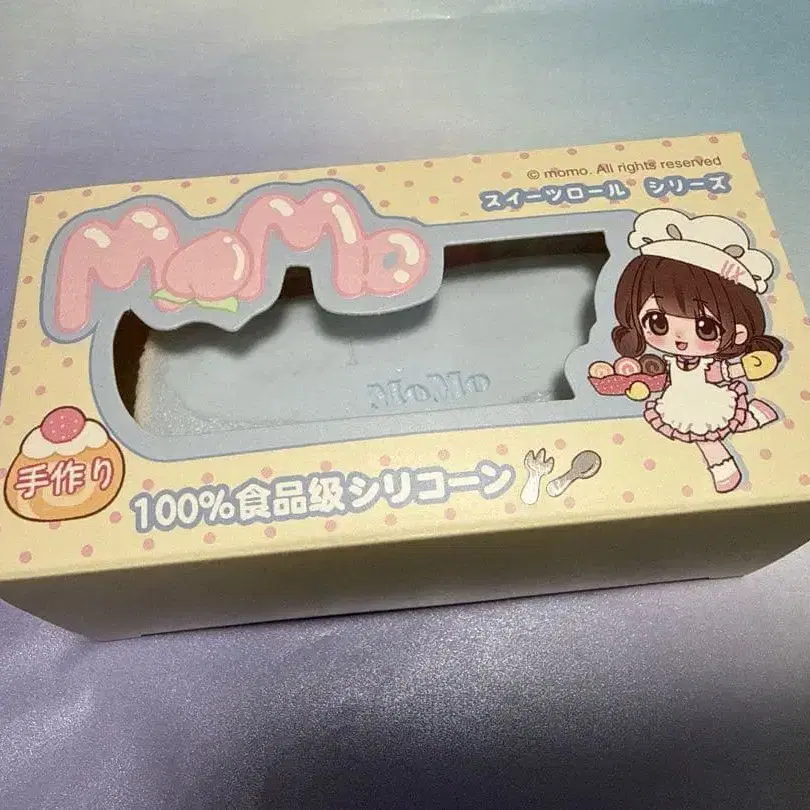 © momo. All rights reserved
スイーツロール シリーズ
MoMo
MoMo
手作り
100%食品級シリコーン